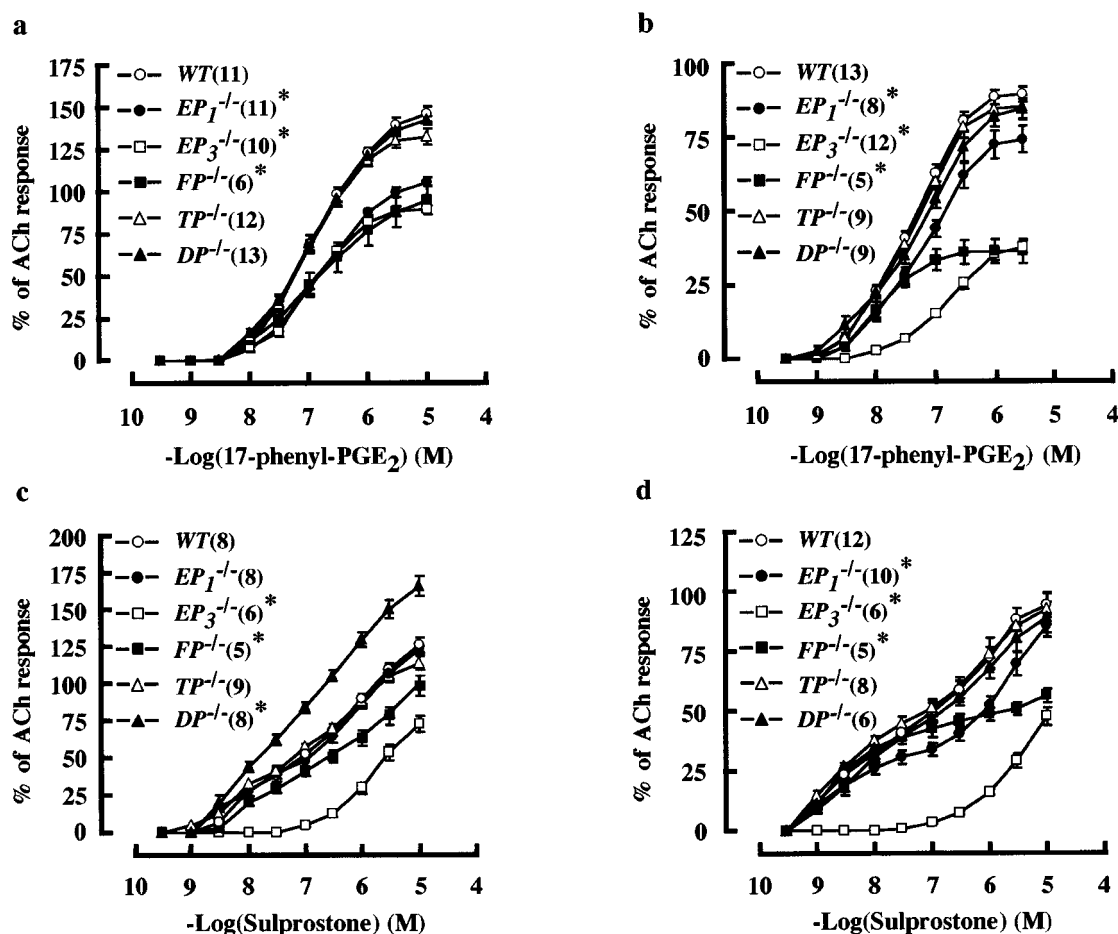 a
% of ACh response
175
150
125
100
75
50
25
0
WT(11)
EP1-/-(11)*
EP3-/-(10)*
FP-/-(6)*
TP-/-(12)
DP-/-(13)
10 9 8 7 6 5 4
-Log(17-phenyl-PGE2) (M)
b
% of ACh response
100
75
50
25
0
WT(13)
EP1-/-(8)*
EP3-/-(12)*
FP-/-(5)*
TP-/-(9)
DP-/-(9)
10 9 8 7 6 5 4
-Log(17-phenyl-PGE2) (M)
c
% of ACh response
200
175
150
125
100
75
50
25
0
WT(8)
EP1-/-(8)
EP3-/-(6)*
FP-/-(5)*
TP-/-(9)
DP-/-(8)*
10 9 8 7 6 5 4
-Log(Sulprostone) (M)
d
% of ACh response
125
100
75
50
25
0
WT(12)
EP1-/-(10)*
EP3-/-(6)*
FP-/-(5)*
TP-/-(8)
DP-/-(6)
10 9 8 7 6 5 4
-Log(Sulprostone) (M)